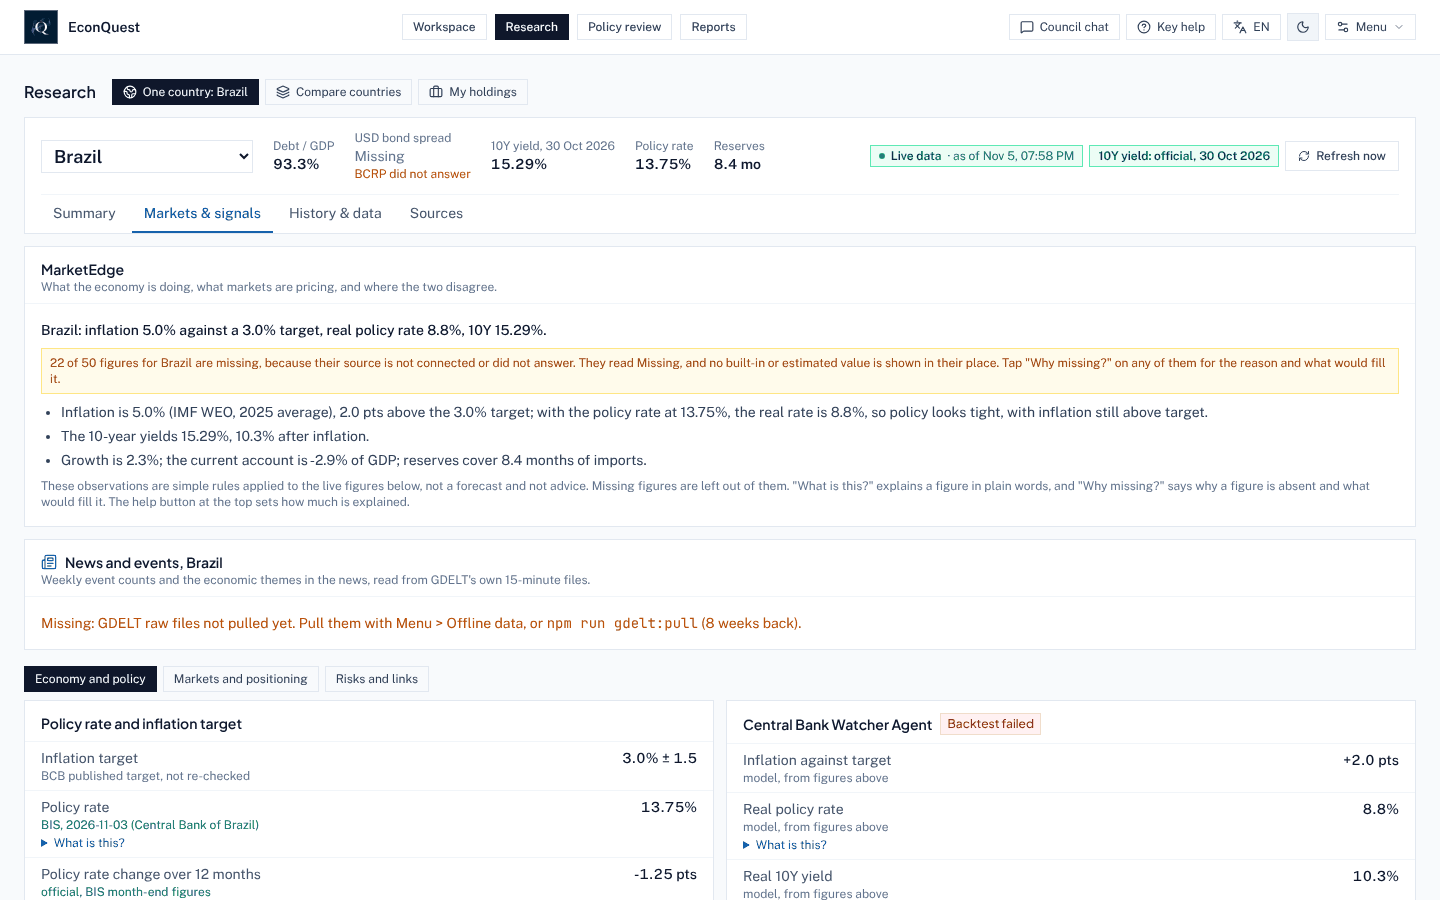 EconQuest
Workspace
Research
Policy review
Reports
Council chat
Key help
EN
Menu
Research
One country: Brazil
Compare countries
My holdings
Brazil
Debt / GDP
93.3%
USD bond spread
Missing
BCRP did not answer
10Y yield, 30 Oct 2026
15.29%
Policy rate
13.75%
Reserves
8.4 mo
Live data · as of Nov 5, 07:58 PM
10Y yield: official, 30 Oct 2026
Refresh now
Summary
Markets & signals
History & data
Sources
MarketEdge
What the economy is doing, what markets are pricing, and where the two disagree.
Brazil: inflation 5.0% against a 3.0% target, real policy rate 8.8%, 10Y 15.29%.
22 of 50 figures for Brazil are missing, because their source is not connected or did not answer. They read Missing, and no built-in or estimated value is shown in their place. Tap "Why missing?" on any of them for the reason and what would fill
it.
• Inflation is 5.0% (IMF WEO, 2025 average), 2.0 pts above the 3.0% target; with the policy rate at 13.75%, the real rate is 8.8%, so policy looks tight, with inflation still above target.
• The 10-year yields 15.29%, 10.3% after inflation.
• Growth is 2.3%; the current account is -2.9% of GDP; reserves cover 8.4 months of imports.
These observations are simple rules applied to the live figures below, not a forecast and not advice. Missing figures are left out of them. "What is this?" explains a figure in plain words, and "Why missing?" says why a figure is absent and what
would fill it. The help button at the top sets how much is explained.
News and events, Brazil
Weekly event counts and the economic themes in the news, read from GDELT's own 15-minute files.
Missing: GDELT raw files not pulled yet. Pull them with Menu > Offline data, or npm run gdelt:pull (8 weeks back).
Economy and policy
Markets and positioning
Risks and links
Policy rate and inflation target
Inflation target
3.0% ± 1.5
BCB published target, not re-checked
Policy rate
13.75%
BIS, 2026-11-03 (Central Bank of Brazil)
What is this?
Policy rate change over 12 months
-1.25 pts
official, BIS month-end figures
Central Bank Watcher Agent
Backtest failed
Inflation against target
+2.0 pts
model, from figures above
Real policy rate
8.8%
model, from figures above
What is this?
Real 10Y yield
10.3%
model, from figures above